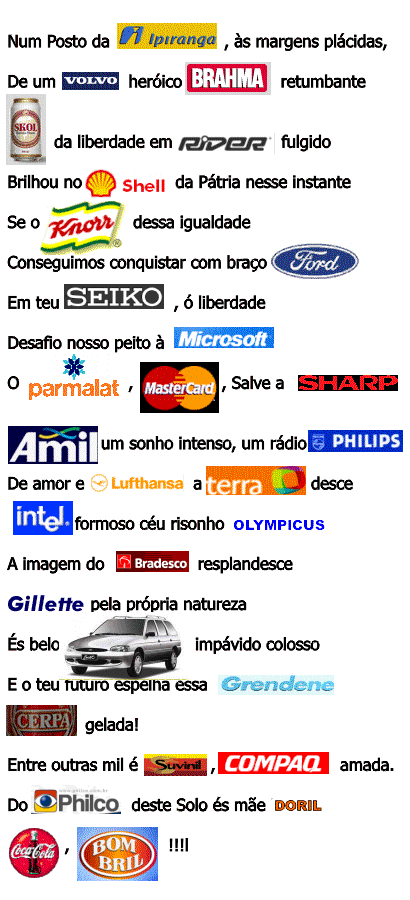 Num Posto da Ipiranga , às margens plácidas,
De um VOLVO heróico BRAHMA retumbante
SKOL da liberdade em RIDER fulgido
Brilhou no Shell da Pátria nesse instante
Se o Knorr dessa igualdade
Conseguimos conquistar com braço Ford
Em teu SEIKO , ó liberdade
Desafio nosso peito à Microsoft
O parmalat , MasterCard , Salve a SHARP
Amil um sonho intenso, um rádio PHILIPS
De amor e Lufthansa a terra desce
intel formoso céu risonho OLYMPICUS
A imagem do Bradesco resplandesce
Gillette pela própria natureza
És belo impávido colosso
E o teu futuro espelha essa Grendene
CERPA gelada!
Entre outras mil é Suvinil , COMPAQ amada.
Do Philco deste Solo és mãe DORIL
Coca-Cola , BOM BRIL !!!!